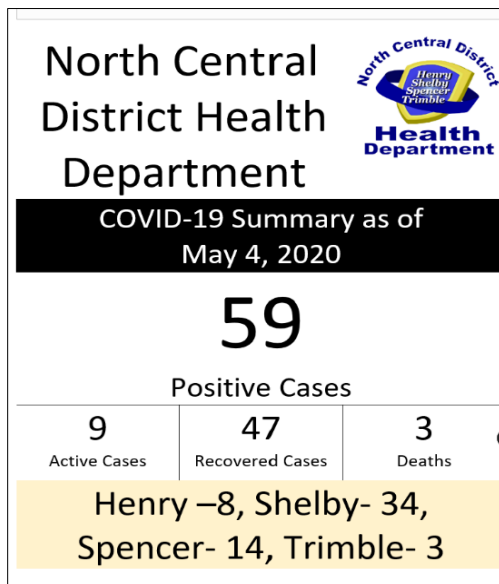 North Central
District Health
Department
North Central District
Henry
Shelby
Spencer
Trimble
Health
Department
COVID-19 Summary as of
May 4, 2020
59
Positive Cases
9 47 3
Active Cases Recovered Cases Deaths
Henry –8, Shelby- 34,
Spencer- 14, Trimble- 3